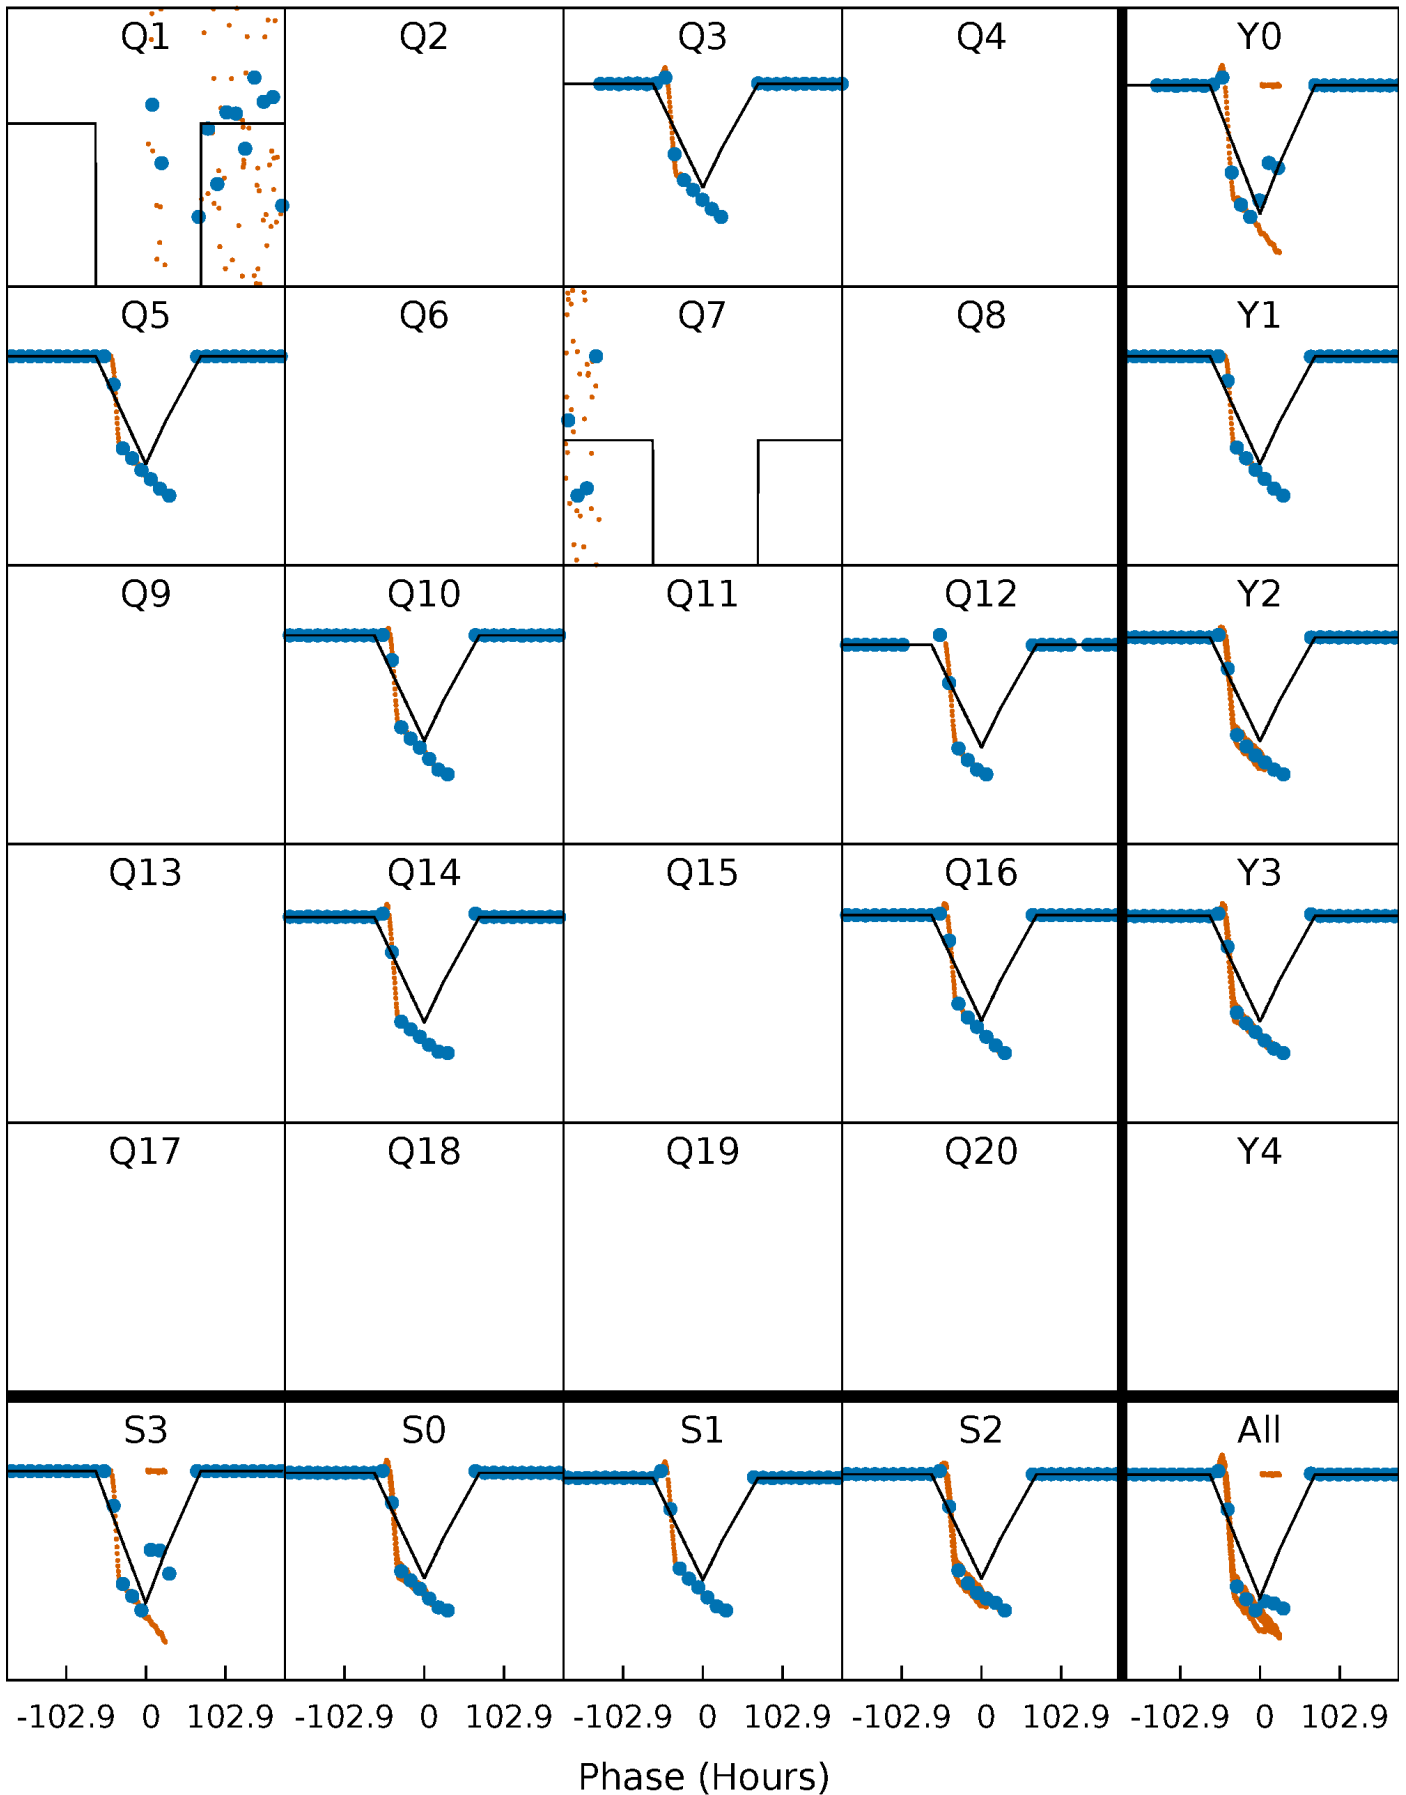 Q1 Q2 Q3 Q4 Y0
Q5 Q6 Q7 Q8 Y1
Q9 Q10 Q11 Q12 Y2
Q13 Q14 Q15 Q16 Y3
Q17 Q18 Q19 Q20 Y4
S3 S0 S1 S2 All
-102.9 0 102.9 -102.9 0 102.9 -102.9 0 102.9 -102.9 0 102.9 -102.9 0 102.9
Phase (Hours)